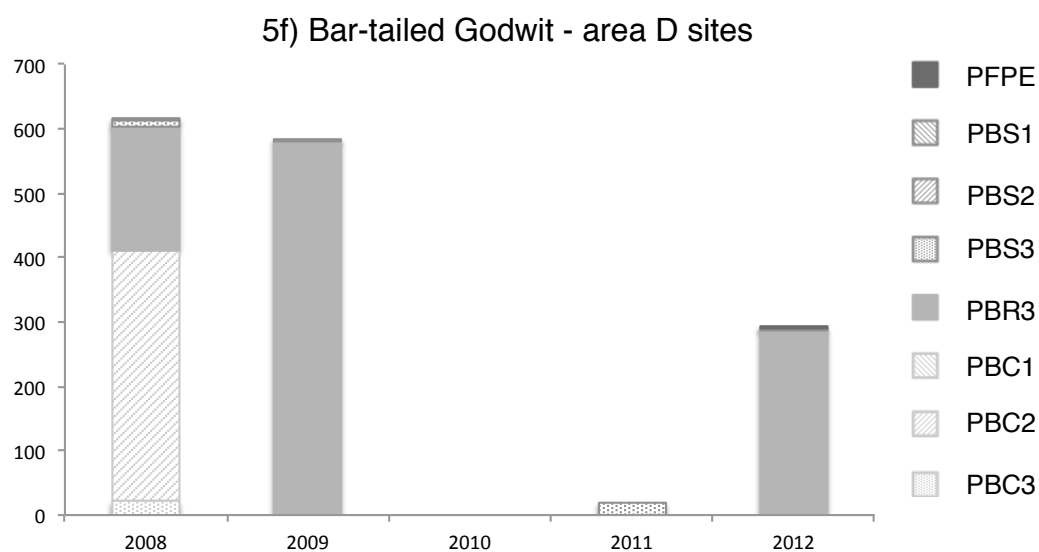 5f) Bar-tailed Godwit - area D sites
700
600
500
400
300
200
100
0
2008 2009 2010 2011 2012
PFPE
PBS1
PBS2
PBS3
PBR3
PBC1
PBC2
PBC3